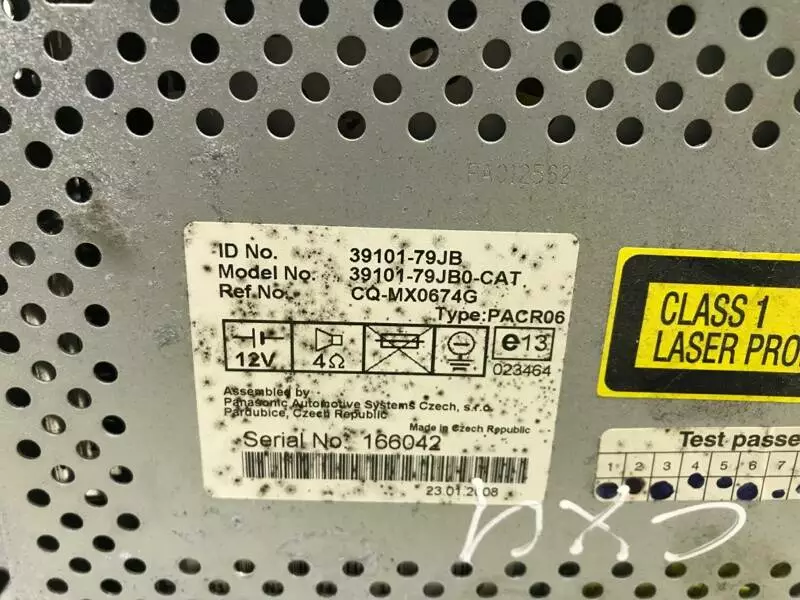 PA012562
ID No. 39101-79JB
Model No. 39101-79JB0-CAT
Ref.No. CQ-MX0674G
Type:PACR06
12V 4Ω e13
023464
Assembled by
Panasonic Automotive Systems Czech, s.r.o.
Pardubice, Czech Republic
Made in Czech Republic
Serial No. 166042
23.01.2008
CLASS 1
LASER PRO
Test passe
1 2 3 4 5 6 7